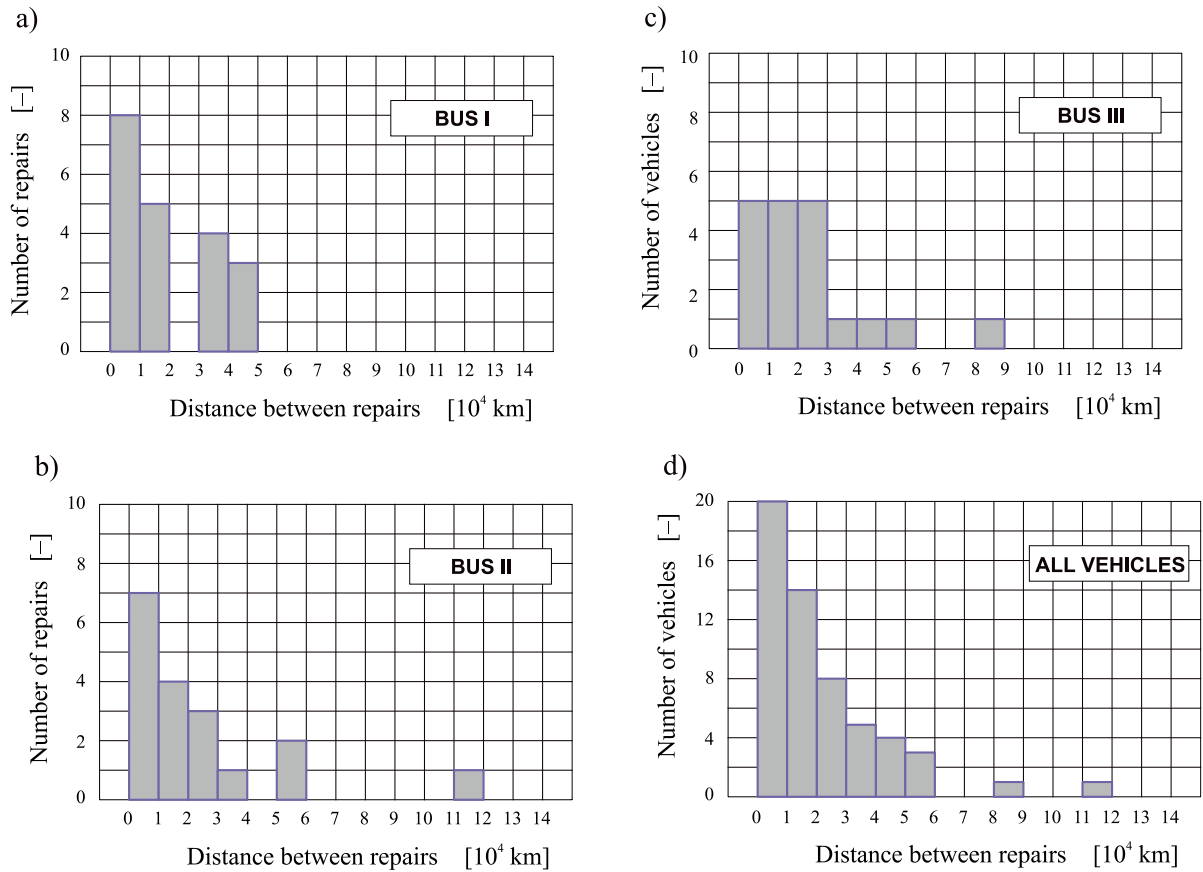 a)
Number of repairs [–]
10
8
6
4
2
0
BUS I
0 1 2 3 4 5 6 7 8 9 10 11 12 13 14
Distance between repairs [10⁴ km]
c)
Number of vehicles [–]
10
8
6
4
2
0
BUS III
0 1 2 3 4 5 6 7 8 9 10 11 12 13 14
Distance between repairs [10⁴ km]
b)
Number of repairs [–]
10
8
6
4
2
0
BUS II
0 1 2 3 4 5 6 7 8 9 10 11 12 13 14
Distance between repairs [10⁴ km]
d)
Number of vehicles [–]
20
16
12
8
4
0
ALL VEHICLES
0 1 2 3 4 5 6 7 8 9 10 11 12 13 14
Distance between repairs [10⁴ km]